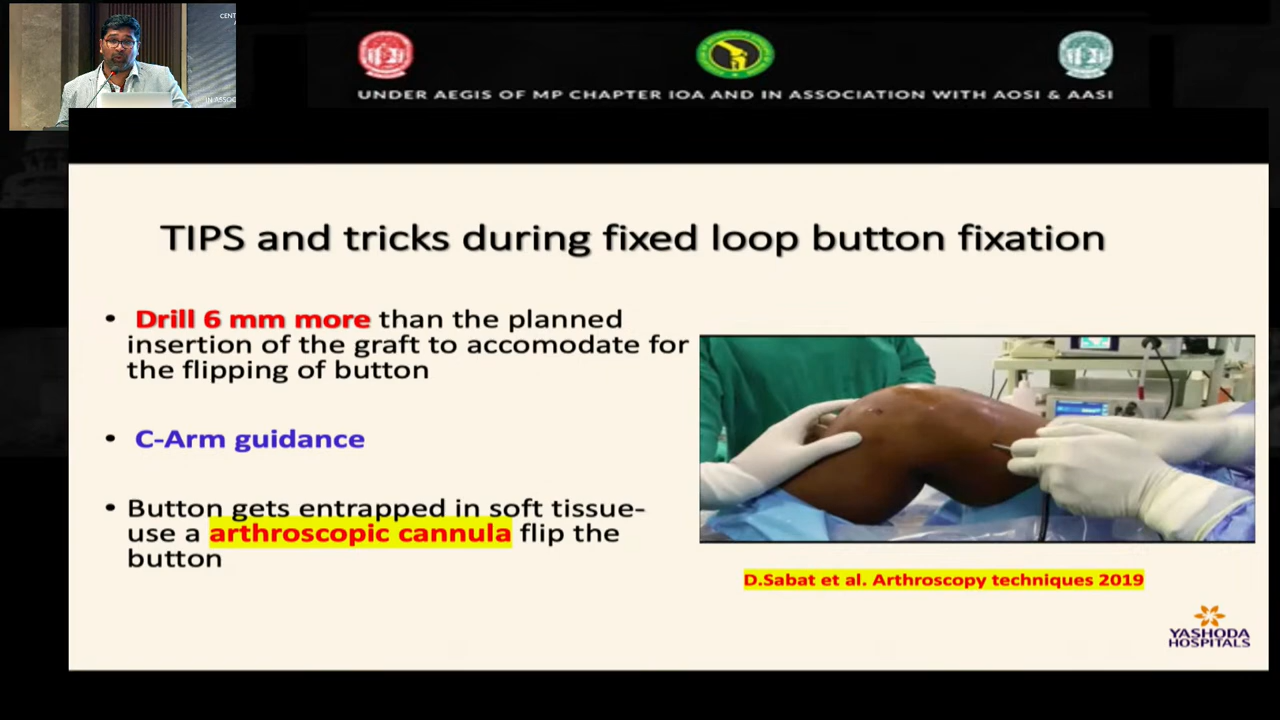 CENT
IN ASSOC
UNDER AEGIS OF MP CHAPTER IOA AND IN ASSOCIATION WITH AOSI & AASI
TIPS and tricks during fixed loop button fixation
• Drill 6 mm more than the planned
insertion of the graft to accomodate for
the flipping of button
• C-Arm guidance
• Button gets entrapped in soft tissue-
use a arthroscopic cannula flip the
button
D.Sabat et al. Arthroscopy techniques 2019
YASHODA
HOSPITALS